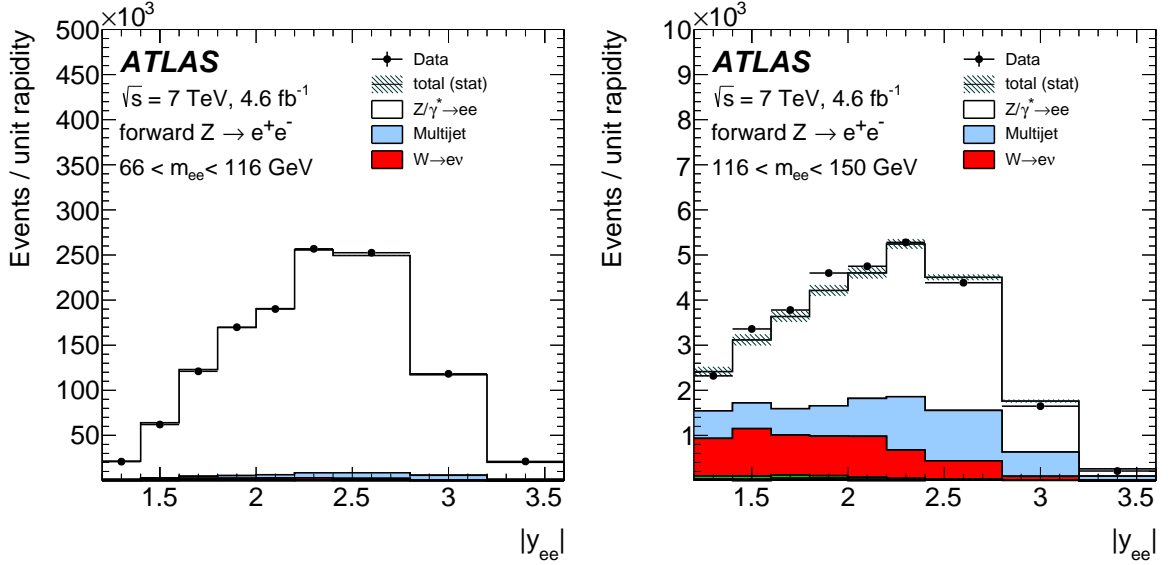 ×10³
500
450
400
350
300
250
200
150
100
50
Events / unit rapidity
ATLAS
√s = 7 TeV, 4.6 fb⁻¹
forward Z → e⁺e⁻
66 < mₑₑ < 116 GeV
Data
total (stat)
Z/γ*→ee
Multijet
W→eν
1.5 2 2.5 3 3.5
|yₑₑ|
×10³
10
9
8
7
6
5
4
3
2
1
Events / unit rapidity
ATLAS
√s = 7 TeV, 4.6 fb⁻¹
forward Z → e⁺e⁻
116 < mₑₑ < 150 GeV
Data
total (stat)
Z/γ*→ee
Multijet
W→eν
1.5 2 2.5 3 3.5
|yₑₑ|